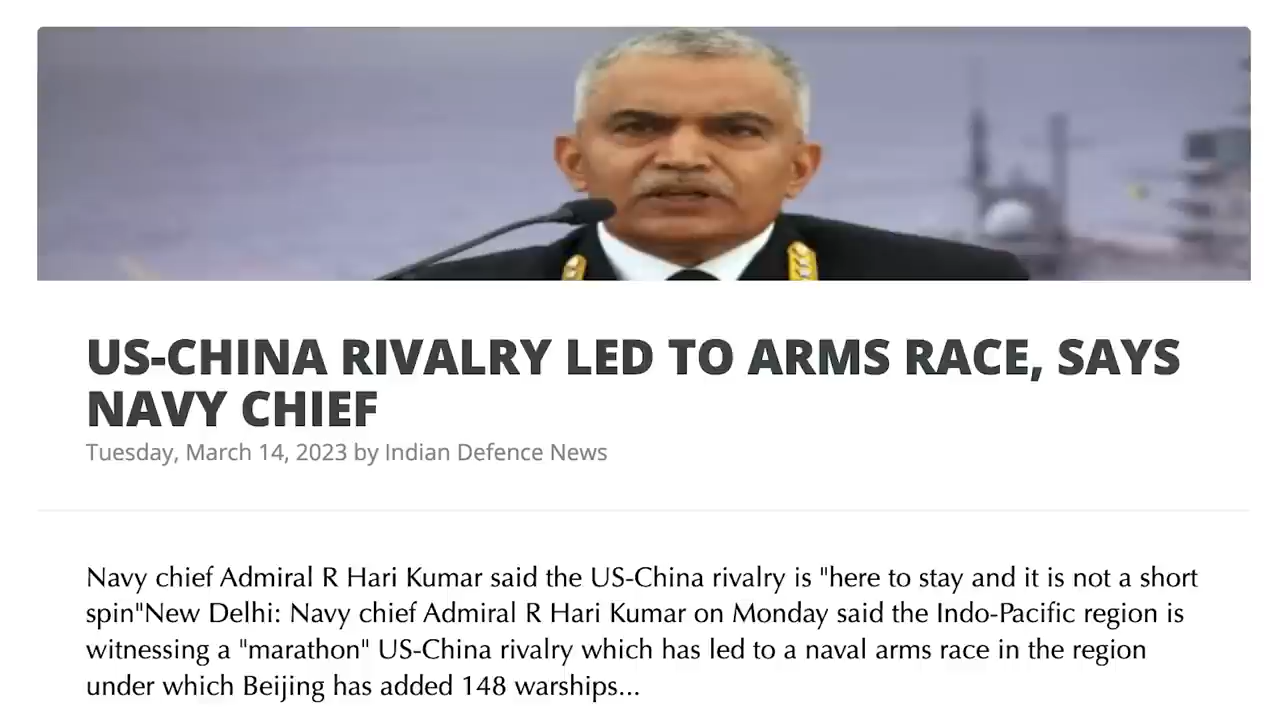 US-CHINA RIVALRY LED TO ARMS RACE, SAYS
NAVY CHIEF
Tuesday, March 14, 2023 by Indian Defence News
Navy chief Admiral R Hari Kumar said the US-China rivalry is "here to stay and it is not a short
spin"New Delhi: Navy chief Admiral R Hari Kumar on Monday said the Indo-Pacific region is
witnessing a "marathon" US-China rivalry which has led to a naval arms race in the region
under which Beijing has added 148 warships...